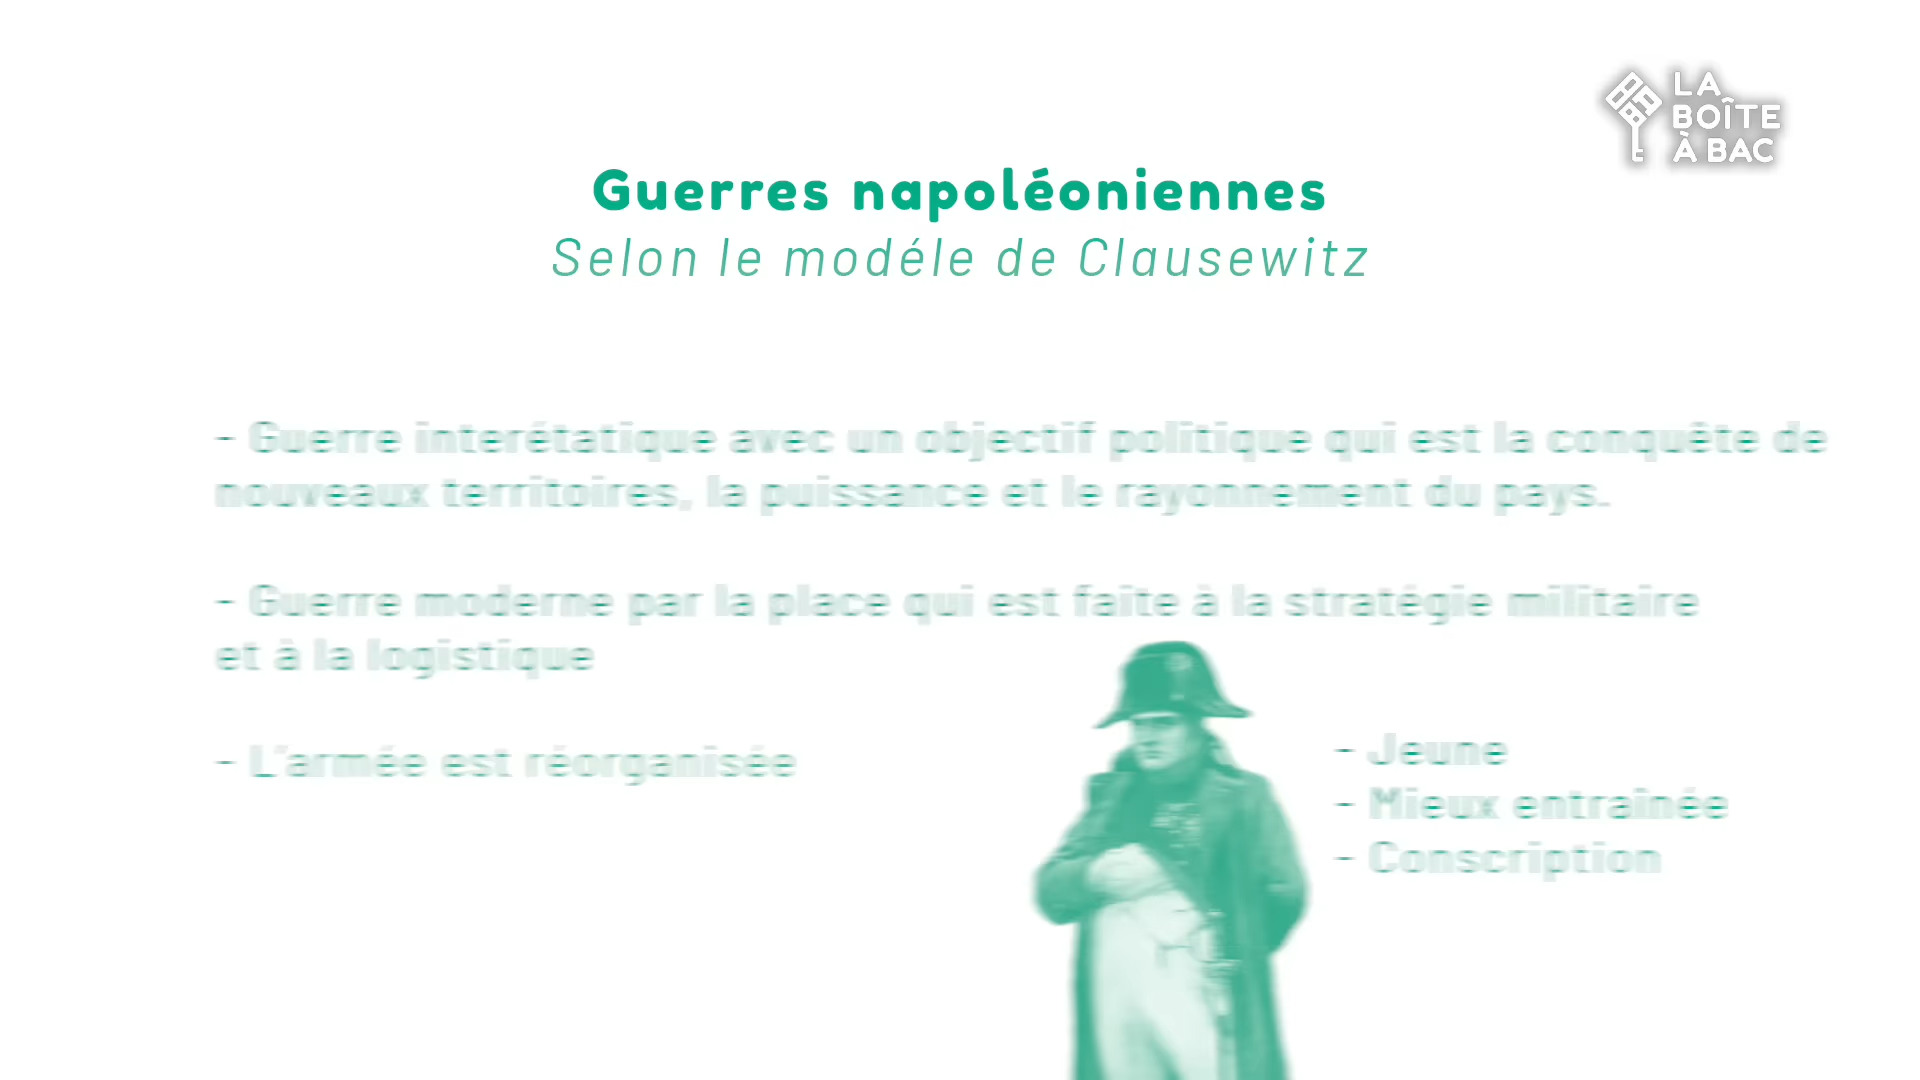 LA
BOÎTE
À BAC
Guerres napoléoniennes
Selon le modéle de Clausewitz
- Guerre interétatique avec un objectif politique qui est la conquête de
nouveaux territoires, la puissance et le rayonnement du pays.
- Guerre moderne par la place qui est faite à la stratégie militaire
et à la logistique
- L'armée est réorganisée
- Jeune
- Mieux entraînée
- Conscription